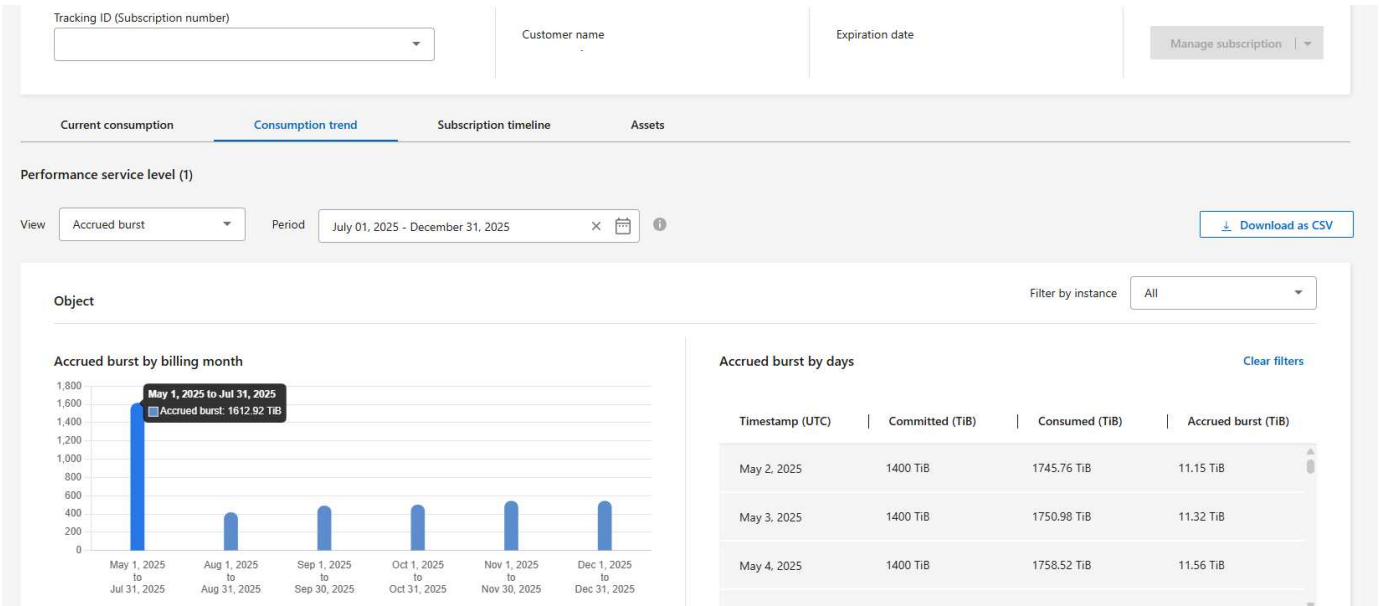 Tracking ID (Subscription number)
Customer name
-
Expiration date
Manage subscription
Current consumption
Consumption trend
Subscription timeline
Assets
Performance service level (1)
View
Accrued burst
Period
July 01, 2025 - December 31, 2025
Download as CSV
Object
Filter by instance
All
Accrued burst by billing month
1,800
1,600
1,400
1,200
1,000
800
600
400
200
0
May 1, 2025 to Jul 31, 2025
Accrued burst: 1612.92 TiB
May 1, 2025
to
Jul 31, 2025
Aug 1, 2025
to
Aug 31, 2025
Sep 1, 2025
to
Sep 30, 2025
Oct 1, 2025
to
Oct 31, 2025
Nov 1, 2025
to
Nov 30, 2025
Dec 1, 2025
to
Dec 31, 2025
Accrued burst by days
Clear filters
Timestamp (UTC) | Committed (TiB) | Consumed (TiB) | Accrued burst (TiB)
May 2, 2025 1400 TiB 1745.76 TiB 11.15 TiB
May 3, 2025 1400 TiB 1750.98 TiB 11.32 TiB
May 4, 2025 1400 TiB 1758.52 TiB 11.56 TiB